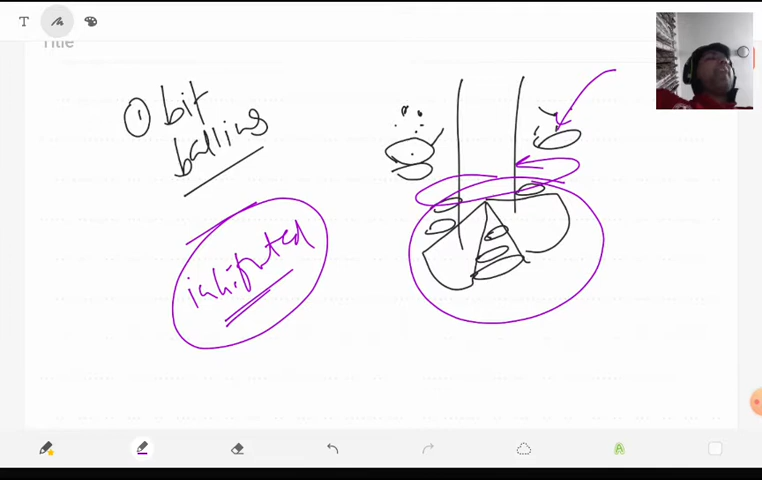 T
Title
① bit
balling
inhibited
A